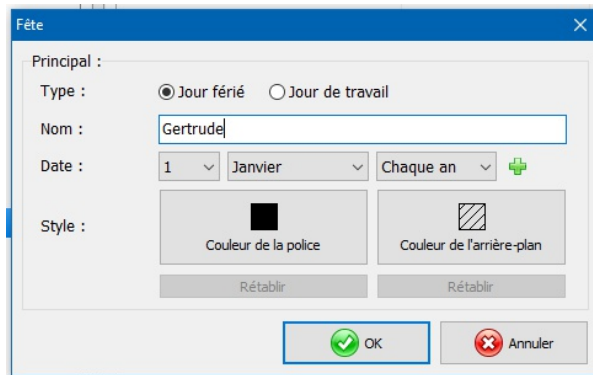 Fête
Principal :
Type : Jour férié Jour de travail
Nom : Gertrude
Date : 1 Janvier Chaque an
Style : Couleur de la police Couleur de l'arrière-plan
Rétablir Rétablir
OK Annuler